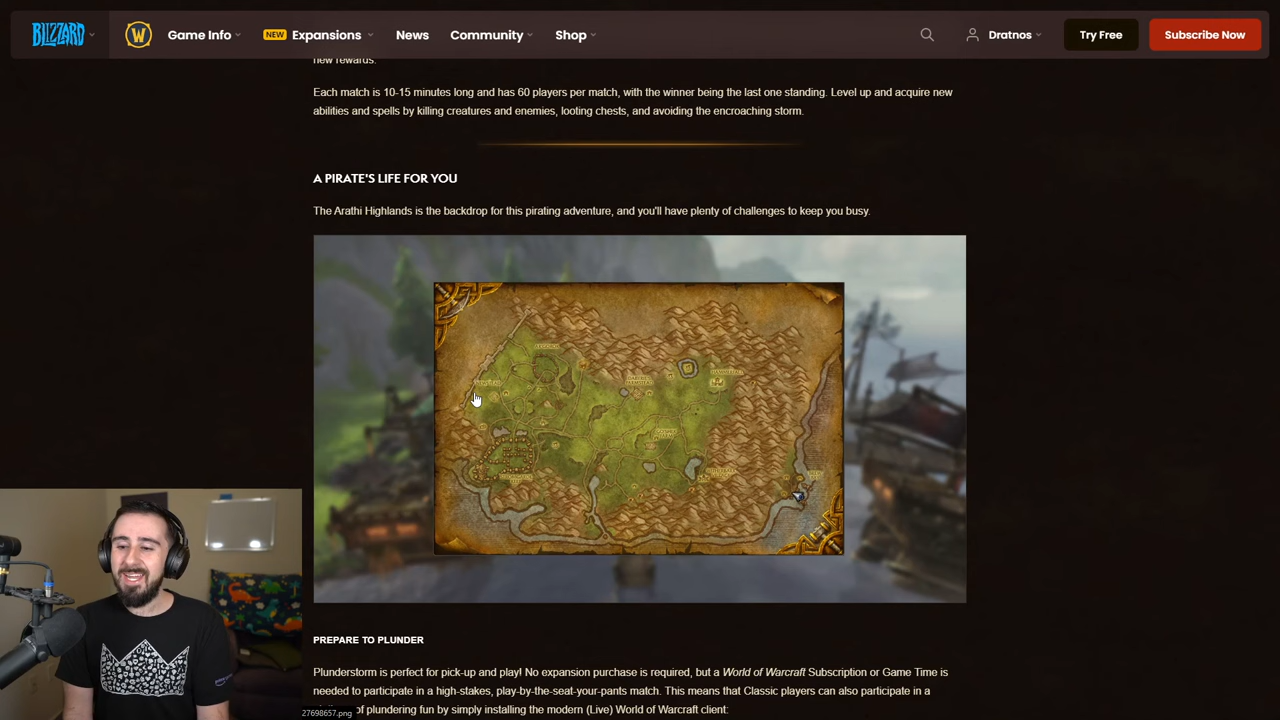 BLIZZARD
W
Game Info
NEW Expansions
News
Community
Shop
Dratnos
Try Free
Subscribe Now
new rewards.
Each match is 10-15 minutes long and has 60 players per match, with the winner being the last one standing. Level up and acquire new
abilities and spells by killing creatures and enemies, looting chests, and avoiding the encroaching storm.
A PIRATE'S LIFE FOR YOU
The Arathi Highlands is the backdrop for this pirating adventure, and you'll have plenty of challenges to keep you busy.
HAMMERFALL
PREPARE TO PLUNDER
Plunderstorm is perfect for pick-up and play! No expansion purchase is required, but a World of Warcraft Subscription or Game Time is
needed to participate in a high-stakes, play-by-the-seat-your-pants match. This means that Classic players can also participate in a
of plundering fun by simply installing the modern (Live) World of Warcraft client:
27698657.png